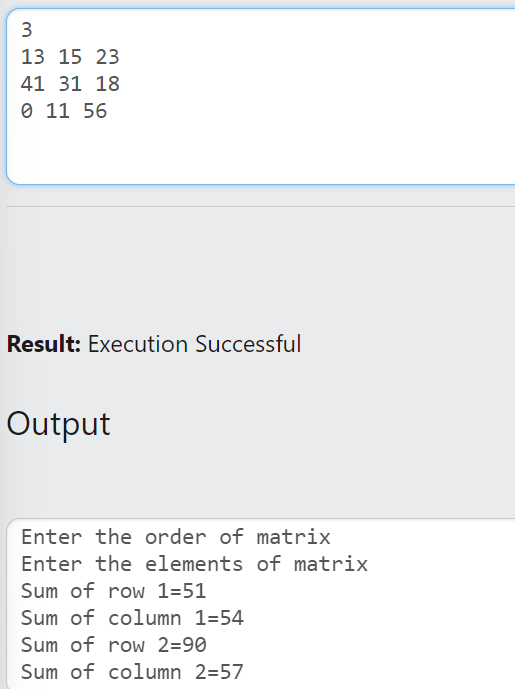 3
13 15 23
41 31 18
0 11 56
Result: Execution Successful
Output
Enter the order of matrix
Enter the elements of matrix
Sum of row 1=51
Sum of column 1=54
Sum of row 2=90
Sum of column 2=57